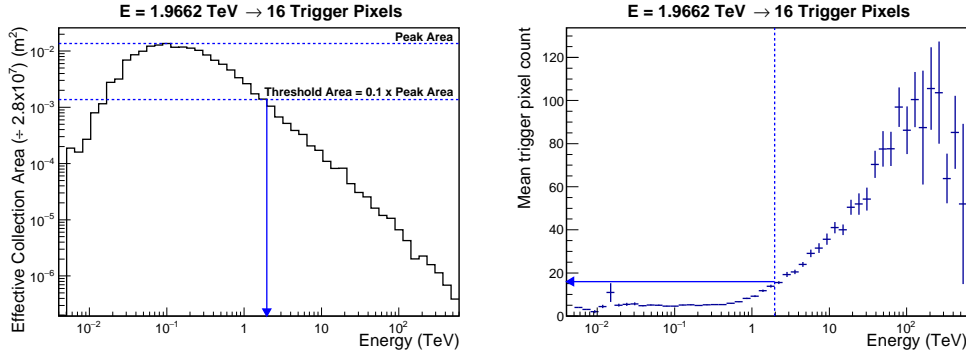 E = 1.9662 TeV → 16 Trigger Pixels
Effective Collection Area (÷ 2.8x10⁷) (m²)
10⁻²
10⁻³
10⁻⁴
10⁻⁵
10⁻⁶
Peak Area
Threshold Area = 0.1 x Peak Area
10⁻² 10⁻¹ 1 10 10²
Energy (TeV)
E = 1.9662 TeV → 16 Trigger Pixels
Mean trigger pixel count
120
100
80
60
40
20
0
10⁻² 10⁻¹ 1 10 10²
Energy (TeV)